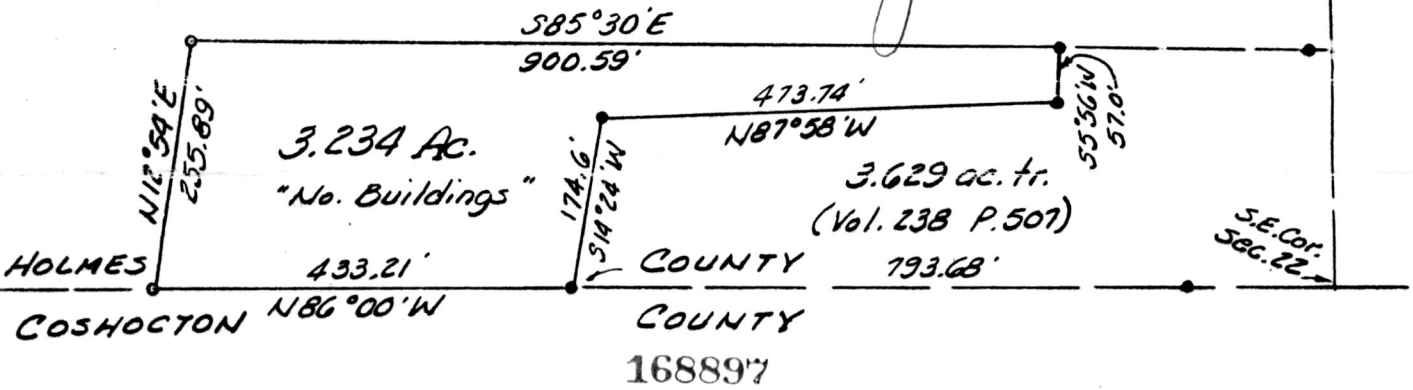 S85°30'E
900.59'
N12°54'E
255.89'
3.234 Ac.
"No. Buildings"
473.74'
N87°58'W
S5°56'W
57.0'
174.6'
S14°24'W
3.629 ac. tr.
(Vol. 238 P. 507)
S.E. Cor.
Sec. 22
HOLMES COUNTY
433.21'
793.68'
N86°00'W
COSHOCTON COUNTY
168897